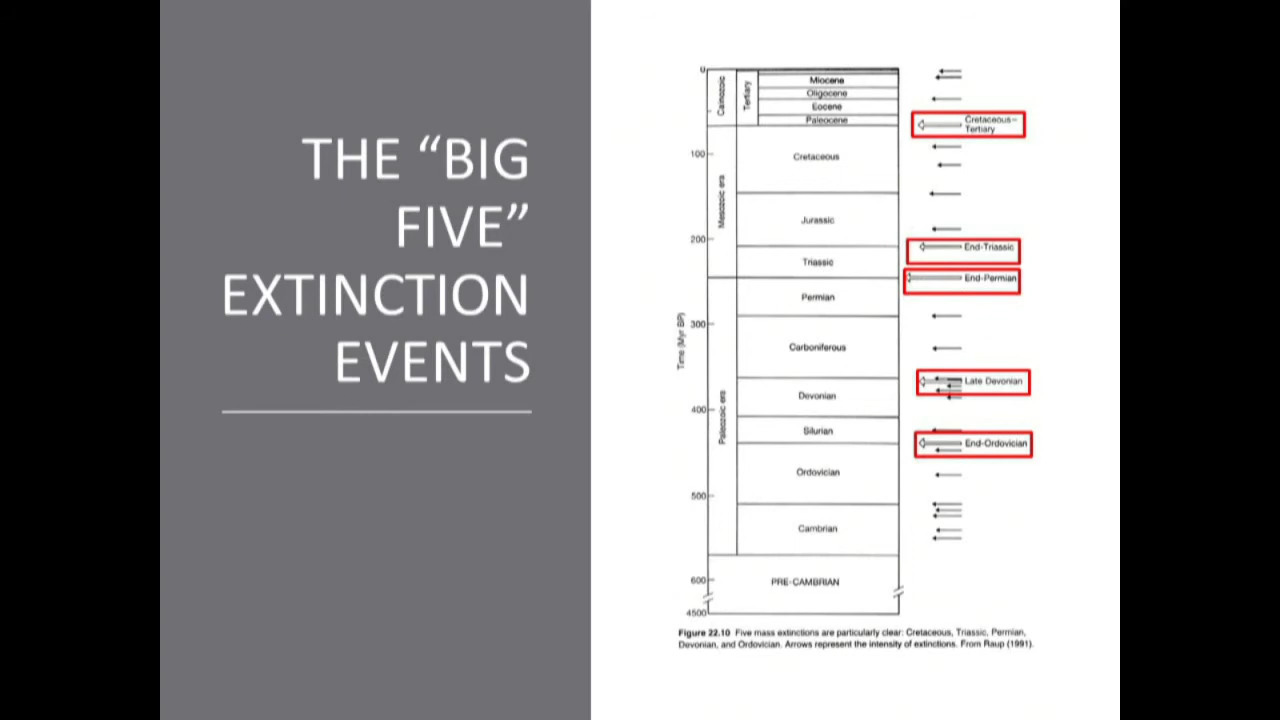 THE “BIG
FIVE”
EXTINCTION
EVENTS
0
100
200
300
400
500
600
4500
Time (Myr BP)
Cainozoic
Mesozoic era
Paleozoic era
Tertiary
Miocene
Oligocene
Eocene
Paleocene
Cretaceous
Jurassic
Triassic
Permian
Carboniferous
Devonian
Silurian
Ordovician
Cambrian
PRE-CAMBRIAN
Cretaceous–
Tertiary
End-Triassic
End-Permian
Late Devonian
End-Ordovician
Figure 22.10 Five mass extinctions are particularly clear: Cretaceous, Triassic, Permian,
Devonian, and Ordovician. Arrows represent the intensity of extinctions. From Raup (1991).